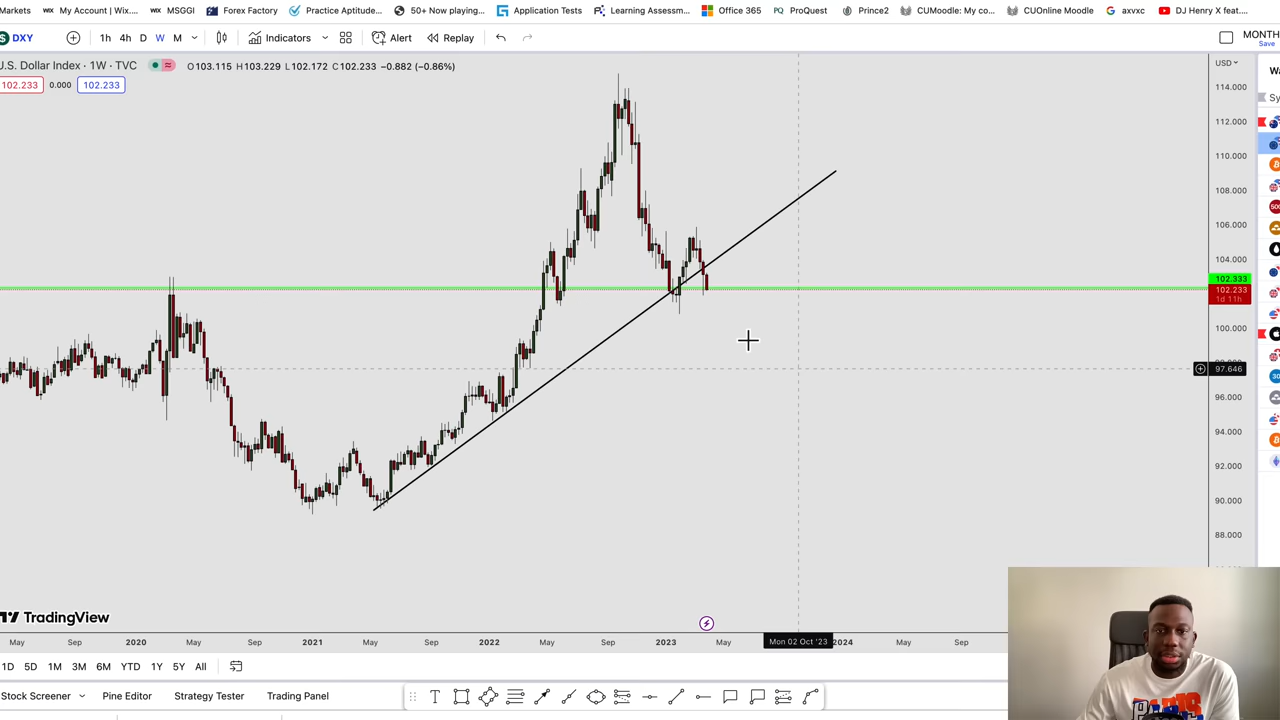 Markets
My Account | Wix....
MSGGI
Forex Factory
Practice Aptitude...
50+ Now playing...
Application Tests
Learning Assessm...
Office 365
ProQuest
Prince2
CUMoodle: My co...
CUOnline Moodle
axvxc
DJ Henry X feat....
DXY
1h 4h D W M
Indicators
Alert
Replay
MONTH
Save
U.S. Dollar Index · 1W · TVC
O103.115 H103.229 L102.172 C102.233 −0.882 (−0.86%)
USD
102.233 0.000 102.233
114.000
112.000
110.000
108.000
106.000
104.000
102.333
102.233
1d 11h
100.000
97.646
96.000
94.000
92.000
90.000
88.000
Wa
Sy
TradingView
May Sep 2020 May Sep 2021 May Sep 2022 May Sep 2023 May Mon 02 Oct '23 2024 May Sep
1D 5D 1M 3M 6M YTD 1Y 5Y All
Stock Screener Pine Editor Strategy Tester Trading Panel
PARIS